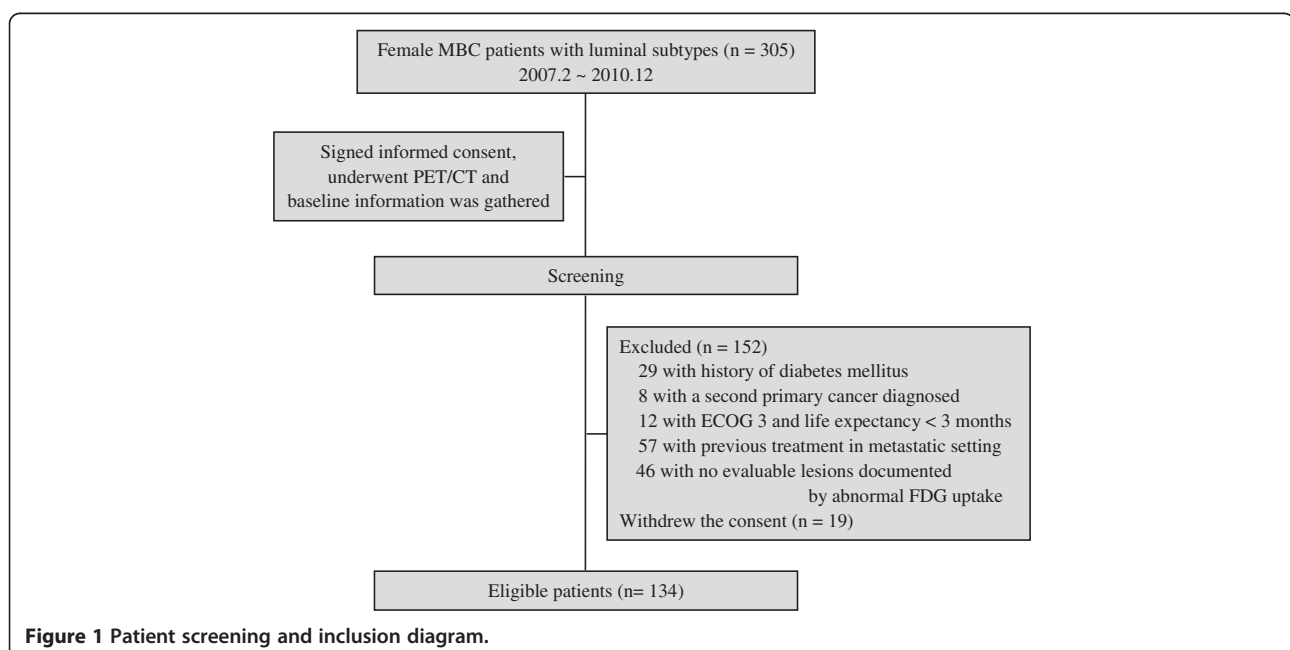 Female MBC patients with luminal subtypes (n = 305)
2007.2 ~ 2010.12
Signed informed consent,
underwent PET/CT and
baseline information was gathered
Screening
Excluded (n = 152)
29 with history of diabetes mellitus
8 with a second primary cancer diagnosed
12 with ECOG 3 and life expectancy < 3 months
57 with previous treatment in metastatic setting
46 with no evaluable lesions documented
by abnormal FDG uptake
Withdrew the consent (n = 19)
Eligible patients (n= 134)
Figure 1 Patient screening and inclusion diagram.